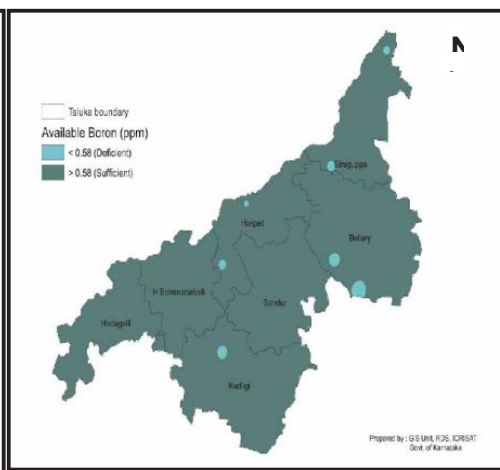 N
Taluka boundary
Available Boron (ppm)
< 0.58 (Deficient)
> 0.58 (Sufficient)
Siruguppa
Hospet
Bellary
H.Bommanahalli
Sandur
Hadagalli
Kudligi
Prepared by : GIS Unit, RDS, ICRISAT
Govt. of Karnataka